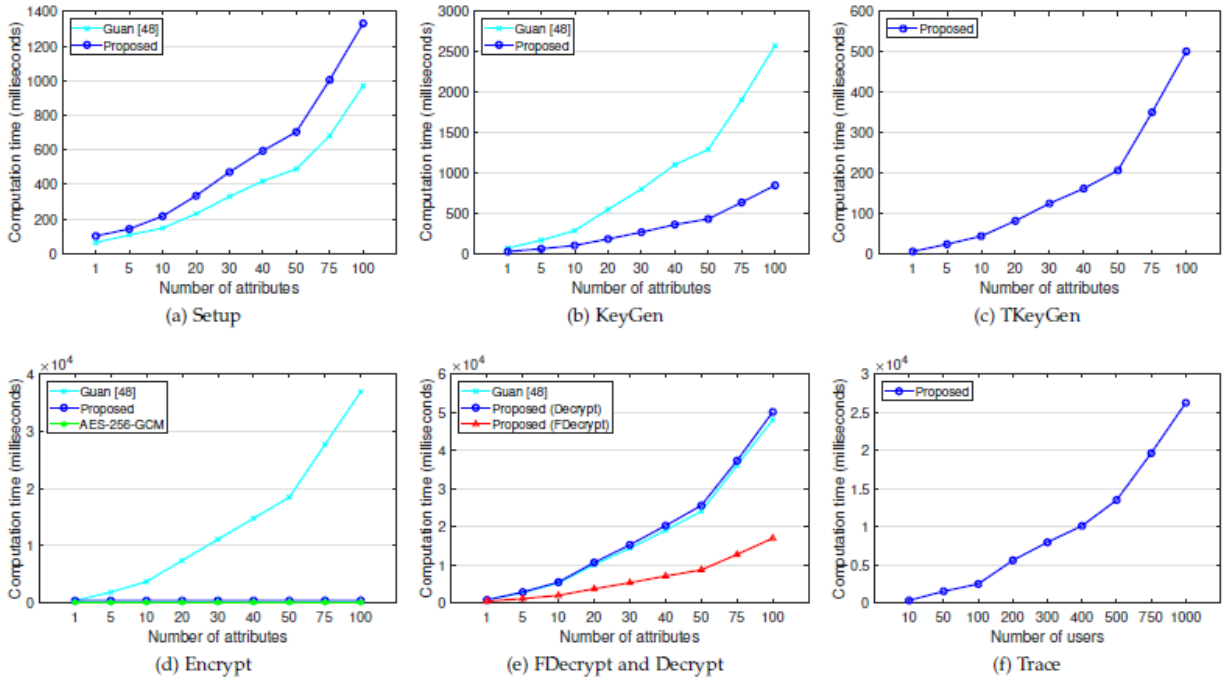 Guan [48]
Proposed
Computation time (milliseconds)
1400
1200
1000
800
600
400
200
0
1 5 10 20 30 40 50 75 100
Number of attributes
(a) Setup
Guan [48]
Proposed
Computation time (milliseconds)
3000
2500
2000
1500
1000
500
0
1 5 10 20 30 40 50 75 100
Number of attributes
(b) KeyGen
Proposed
Computation time (milliseconds)
600
500
400
300
200
100
0
1 5 10 20 30 40 50 75 100
Number of attributes
(c) TKeyGen
×10⁴
Guan [48]
Proposed
AES-256-GCM
Computation time (milliseconds)
4
3
2
1
0
1 5 10 20 30 40 50 75 100
Number of attributes
(d) Encrypt
×10⁴
Guan [48]
Proposed (Decrypt)
Proposed (FDecrypt)
Computation time (milliseconds)
6
5
4
3
2
1
0
1 5 10 20 30 40 50 75 100
Number of attributes
(e) FDecrypt and Decrypt
×10⁴
Proposed
Computation time (milliseconds)
3
2.5
2
1.5
1
0.5
0
10 50 100 200 300 400 500 750 1000
Number of users
(f) Trace